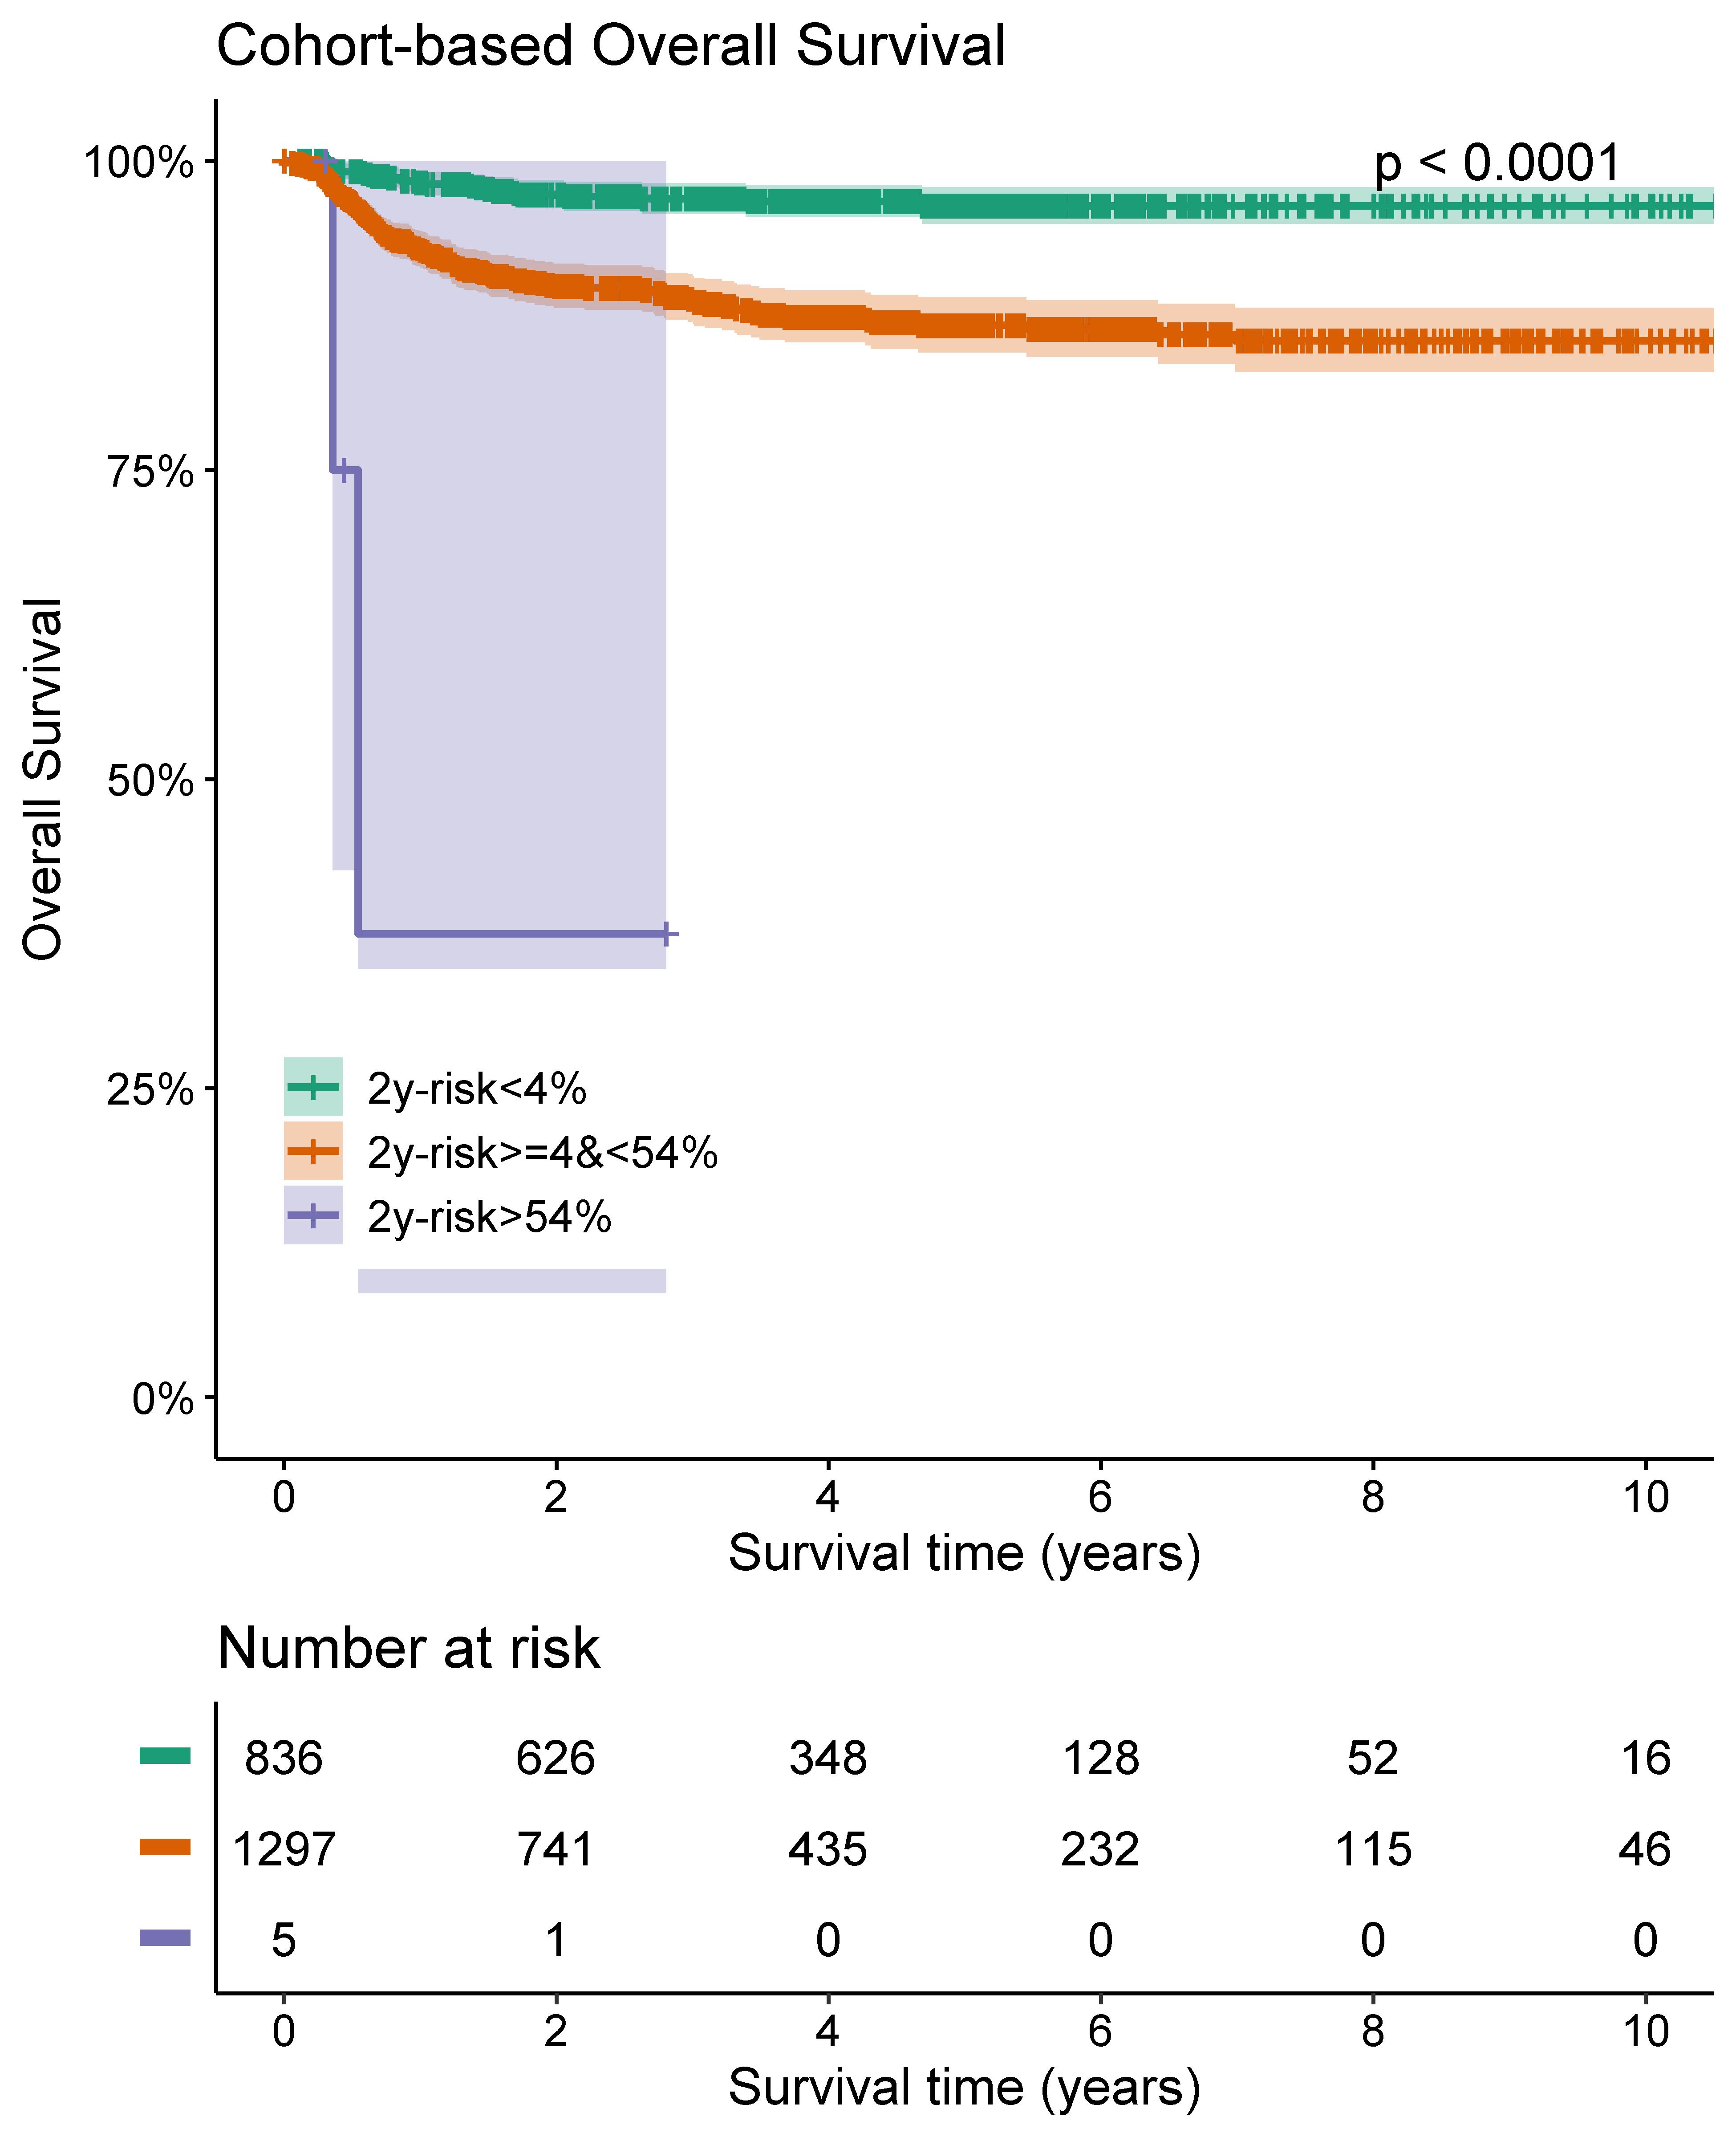 Cohort-based Overall Survival
p < 0.0001
100%
75%
50%
25%
0%
Overall Survival
2y-risk<4%
2y-risk>=4&<54%
2y-risk>54%
0 2 4 6 8 10
Survival time (years)
Number at risk
836 626 348 128 52 16
1297 741 435 232 115 46
5 1 0 0 0 0
0 2 4 6 8 10
Survival time (years)